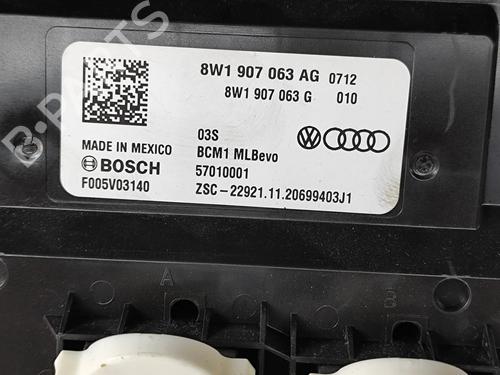 8W1 907 063 AG 0712
8W1 907 063 G 010
03S
MADE IN MEXICO BCM1 MLBevo
BOSCH 57010001
F005V03140 ZSC-22921.11.20699403J1
A
B
B-PARTS